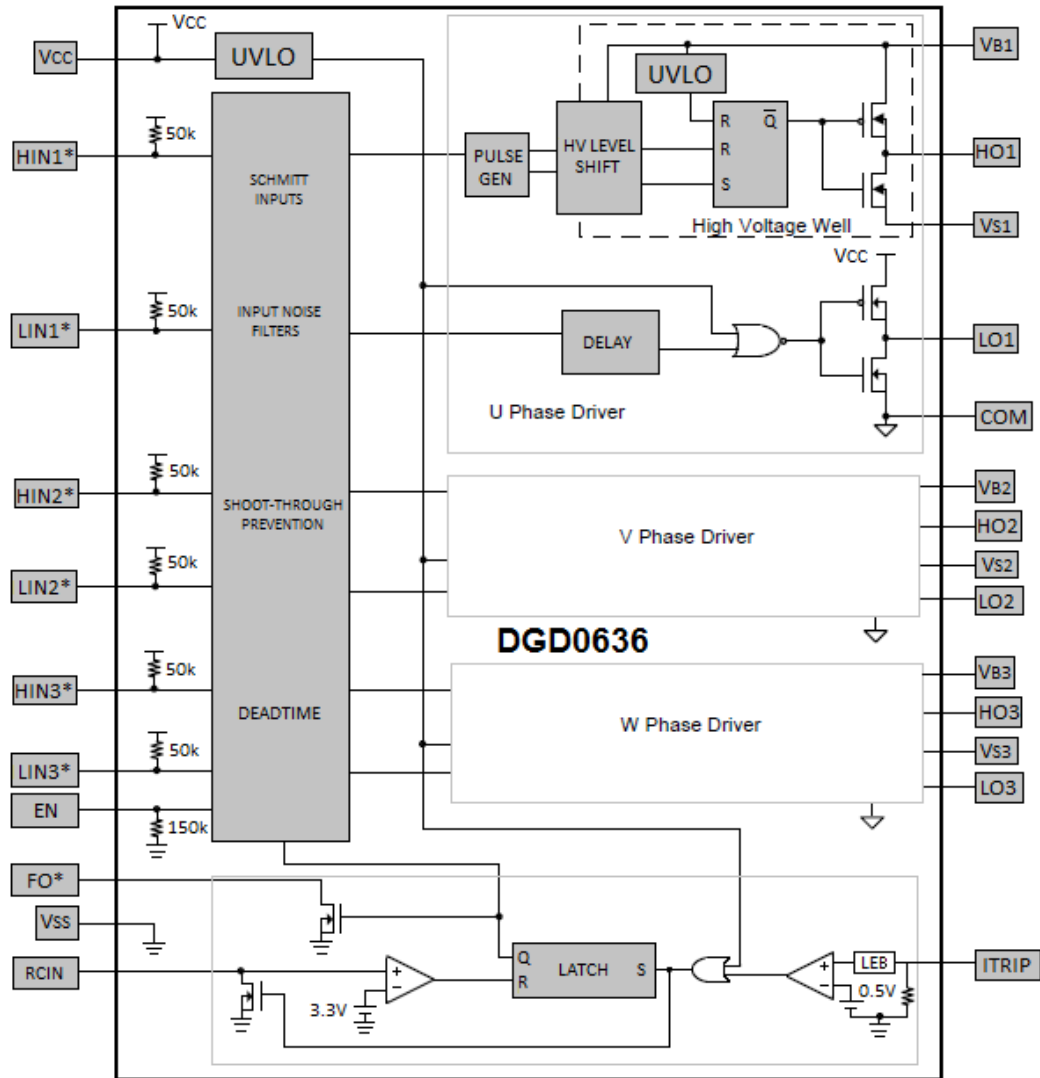 VCC
VCC
UVLO
VB1
UVLO
50k
HIN1*
R
Q
PULSE
GEN
HV LEVEL
SHIFT
R
HO1
SCHMITT
INPUTS
S
High Voltage Well
VS1
VCC
50k
LIN1*
INPUT NOISE
FILTERS
DELAY
LO1
U Phase Driver
COM
50k
HIN2*
SHOOT-THROUGH
PREVENTION
VB2
HO2
V Phase Driver
50k
LIN2*
VS2
LO2
DGD0636
50k
HIN3*
DEADTIME
VB3
HO3
W Phase Driver
50k
LIN3*
VS3
LO3
EN
150k
FO*
VSS
Q
R
LATCH
S
RCIN
+
−
3.3V
+
−
LEB
0.5V
ITRIP